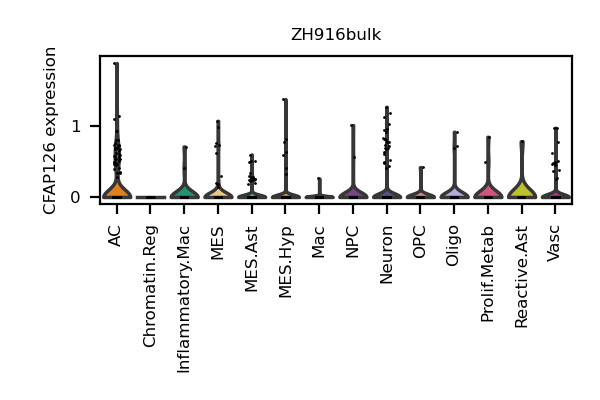 ZH916bulk
CFAP126 expression
1
0
AC
Chromatin.Reg
Inflammatory.Mac
MES
MES.Ast
MES.Hyp
Mac
NPC
Neuron
OPC
Oligo
Prolif.Metab
Reactive.Ast
Vasc